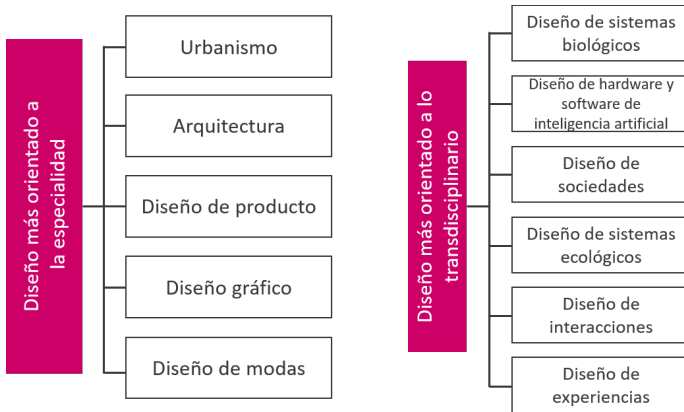 Diseño más orientado a
la especialidad
Urbanismo
Arquitectura
Diseño de producto
Diseño gráfico
Diseño de modas
Diseño más orientado a lo
transdisciplinario
Diseño de sistemas
biológicos
Diseño de hardware y
software de
inteligencia artificial
Diseño de
sociedades
Diseño de sistemas
ecológicos
Diseño de
interacciones
Diseño de
experiencias